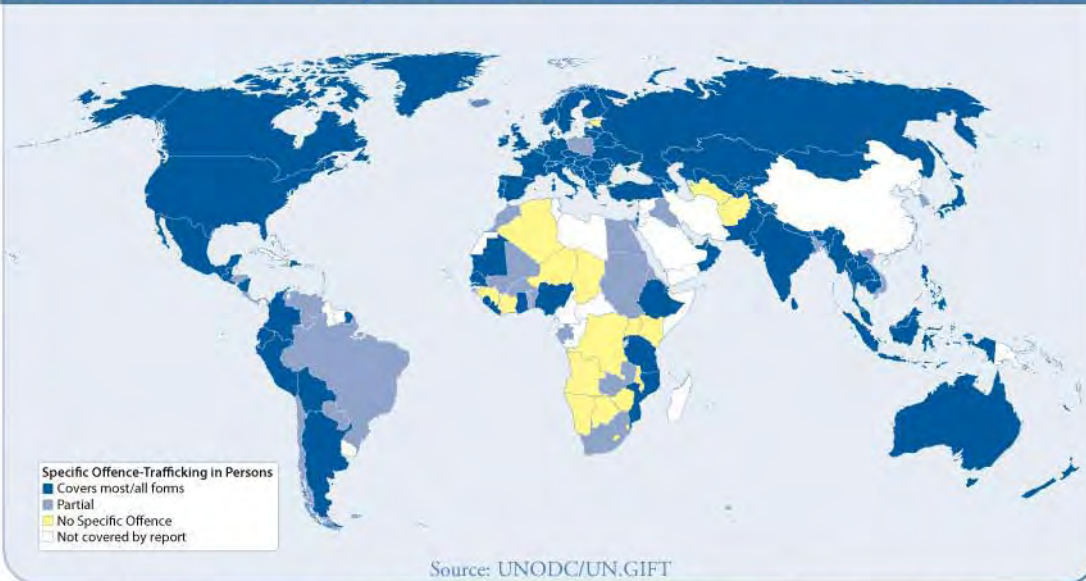 Specific Offence-Trafficking in Persons
Covers most/all forms
Partial
No Specific Offence
Not covered by report
Source: UNODC/UN.GIFT